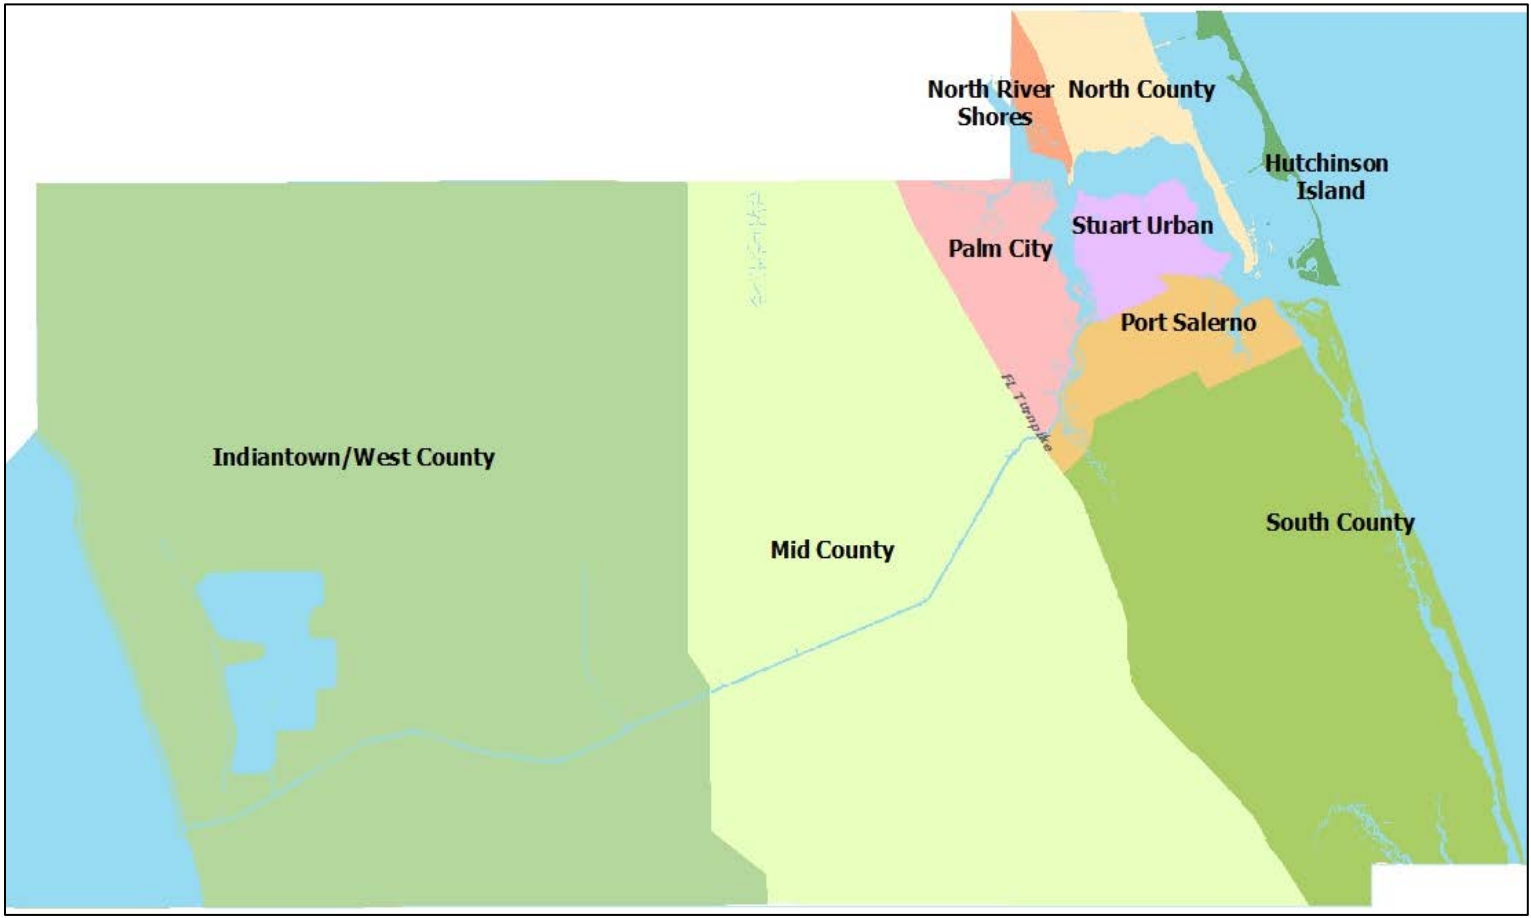 North River
Shores
North County
Hutchinson
Island
Stuart Urban
Palm City
Port Salerno
FL Turnpike
Indiantown/West County
South County
Mid County